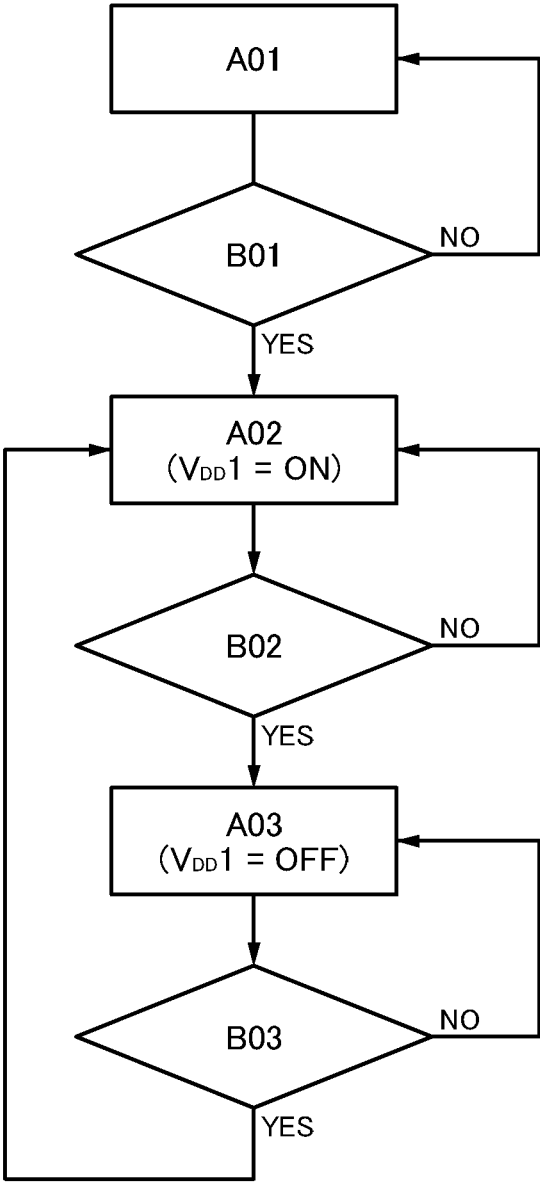 A01
B01
NO
YES
A02
(VDD1 = ON)
B02
NO
YES
A03
(VDD1 = OFF)
B03
NO
YES